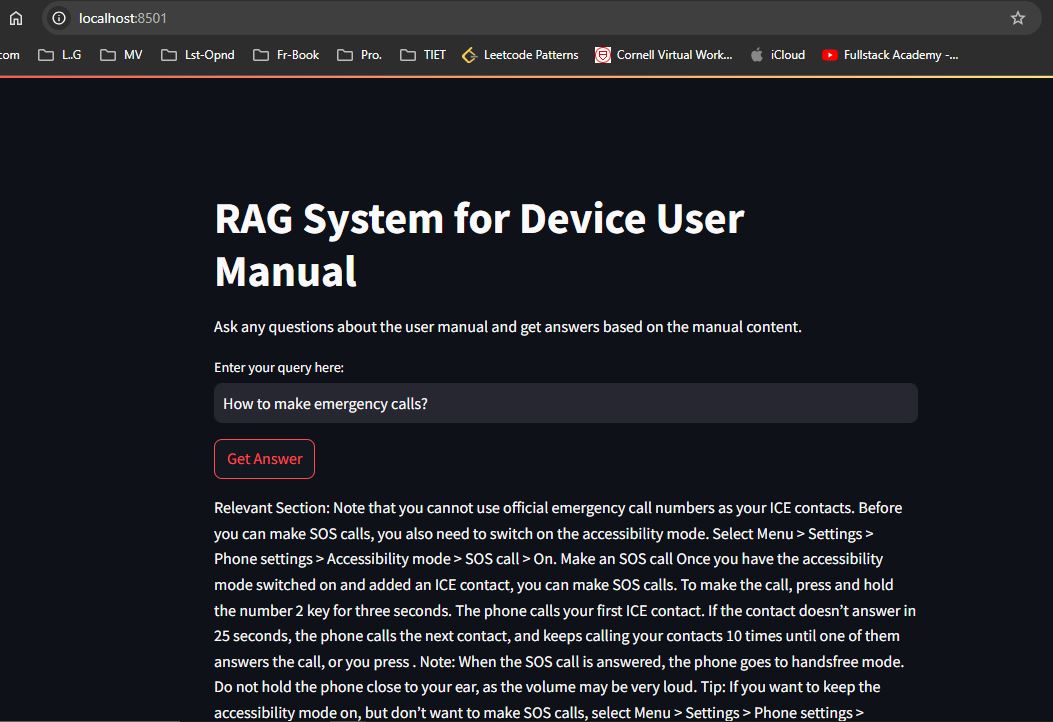 localhost:8501
com L..G MV Lst-Opnd Fr-Book Pro. TIET Leetcode Patterns Cornell Virtual Work... iCloud Fullstack Academy -...
RAG System for Device User
Manual
Ask any questions about the user manual and get answers based on the manual content.
Enter your query here:
How to make emergency calls?
Get Answer
Relevant Section: Note that you cannot use official emergency call numbers as your ICE contacts. Before
you can make SOS calls, you also need to switch on the accessibility mode. Select Menu > Settings >
Phone settings > Accessibility mode > SOS call > On. Make an SOS call Once you have the accessibility
mode switched on and added an ICE contact, you can make SOS calls. To make the call, press and hold
the number 2 key for three seconds. The phone calls your first ICE contact. If the contact doesn’t answer in
25 seconds, the phone calls the next contact, and keeps calling your contacts 10 times until one of them
answers the call, or you press . Note: When the SOS call is answered, the phone goes to handsfree mode.
Do not hold the phone close to your ear, as the volume may be very loud. Tip: If you want to keep the
accessibility mode on, but don’t want to make SOS calls, select Menu > Settings > Phone settings >